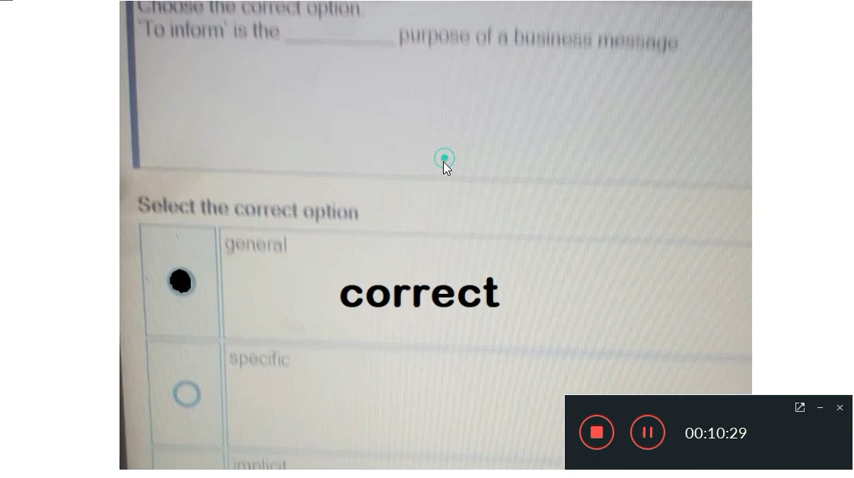 Choose the correct option.
'To inform' is the __________ purpose of a business message
Select the correct option
general
correct
specific
implicit
00:10:29